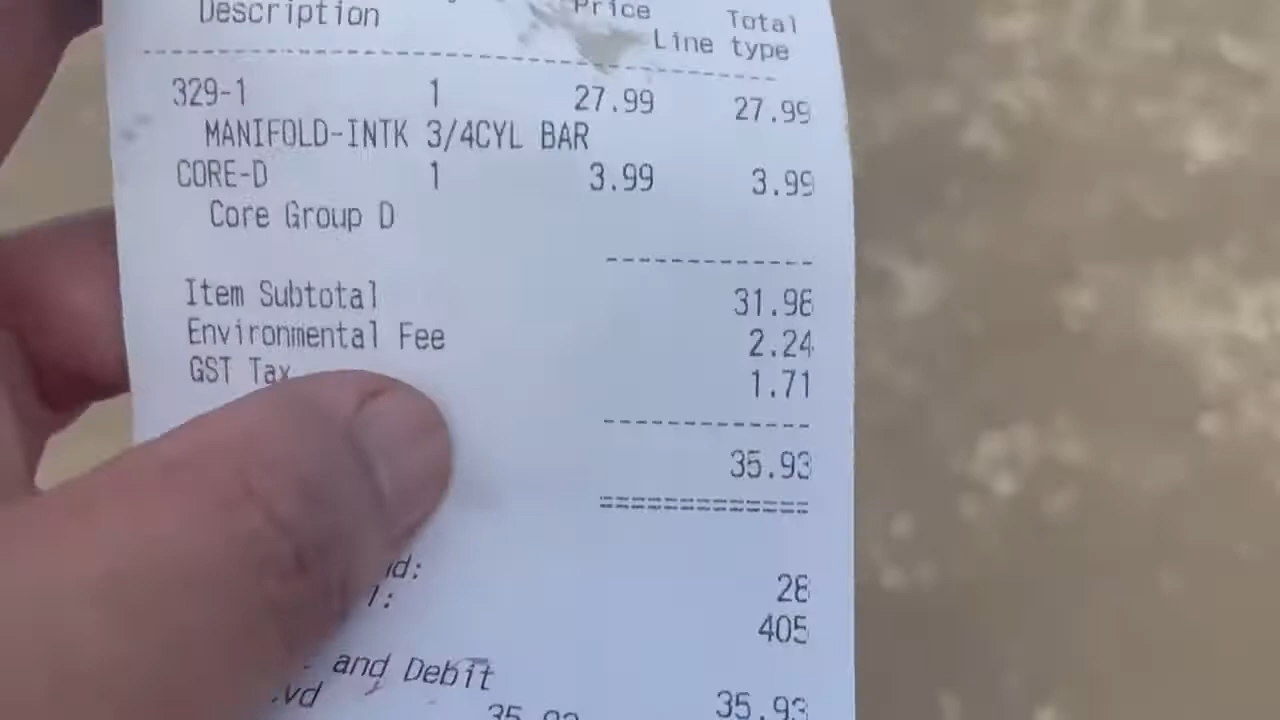 Description Price Total
Line type
329-1 1 27.99 27.99
MANIFOLD-INTK 3/4CYL BAR
CORE-D 1 3.99 3.99
Core Group D
Item Subtotal 31.98
Environmental Fee 2.24
GST Tax 1.71
35.93
28
405
and Debit
35.93